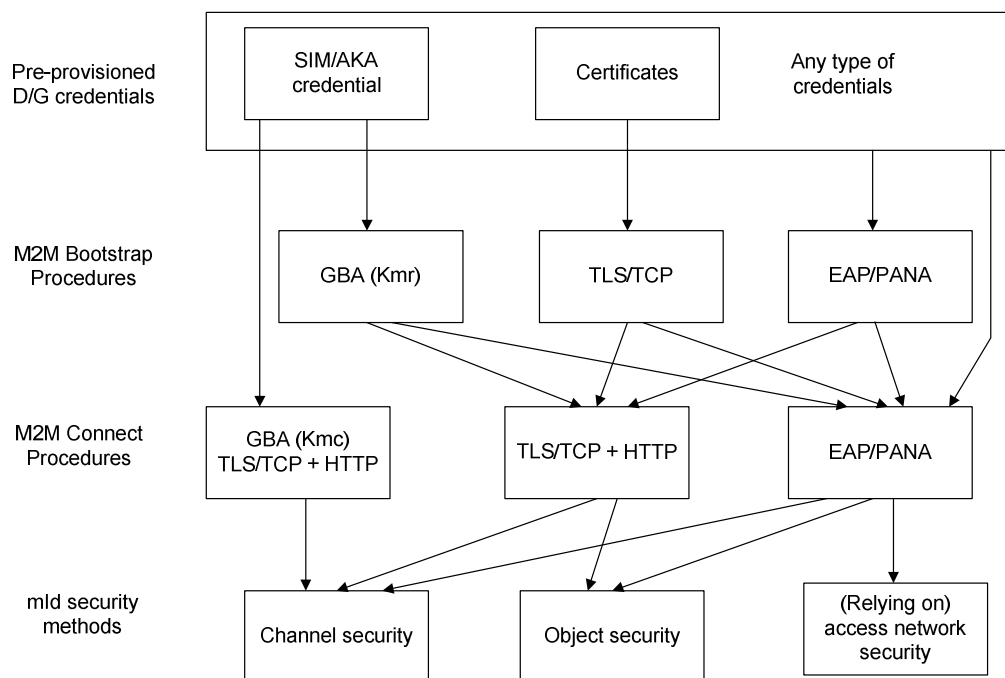 Pre-provisioned
D/G credentials
SIM/AKA
credential
Certificates
Any type of
credentials
M2M Bootstrap
Procedures
GBA (Kmr)
TLS/TCP
EAP/PANA
M2M Connect
Procedures
GBA (Kmc)
TLS/TCP + HTTP
TLS/TCP + HTTP
EAP/PANA
mId security
methods
Channel security
Object security
(Relying on)
access network
security